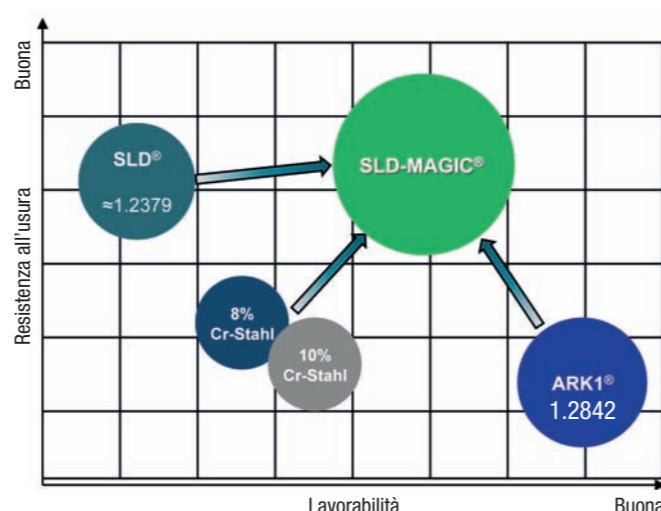 Buona
Resistenza all'usura
SLD®
≈1.2379
SLD-MAGIC®
8%
Cr-Stahl
10%
Cr-Stahl
ARK1®
1.2842
Lavorabilità
Buona